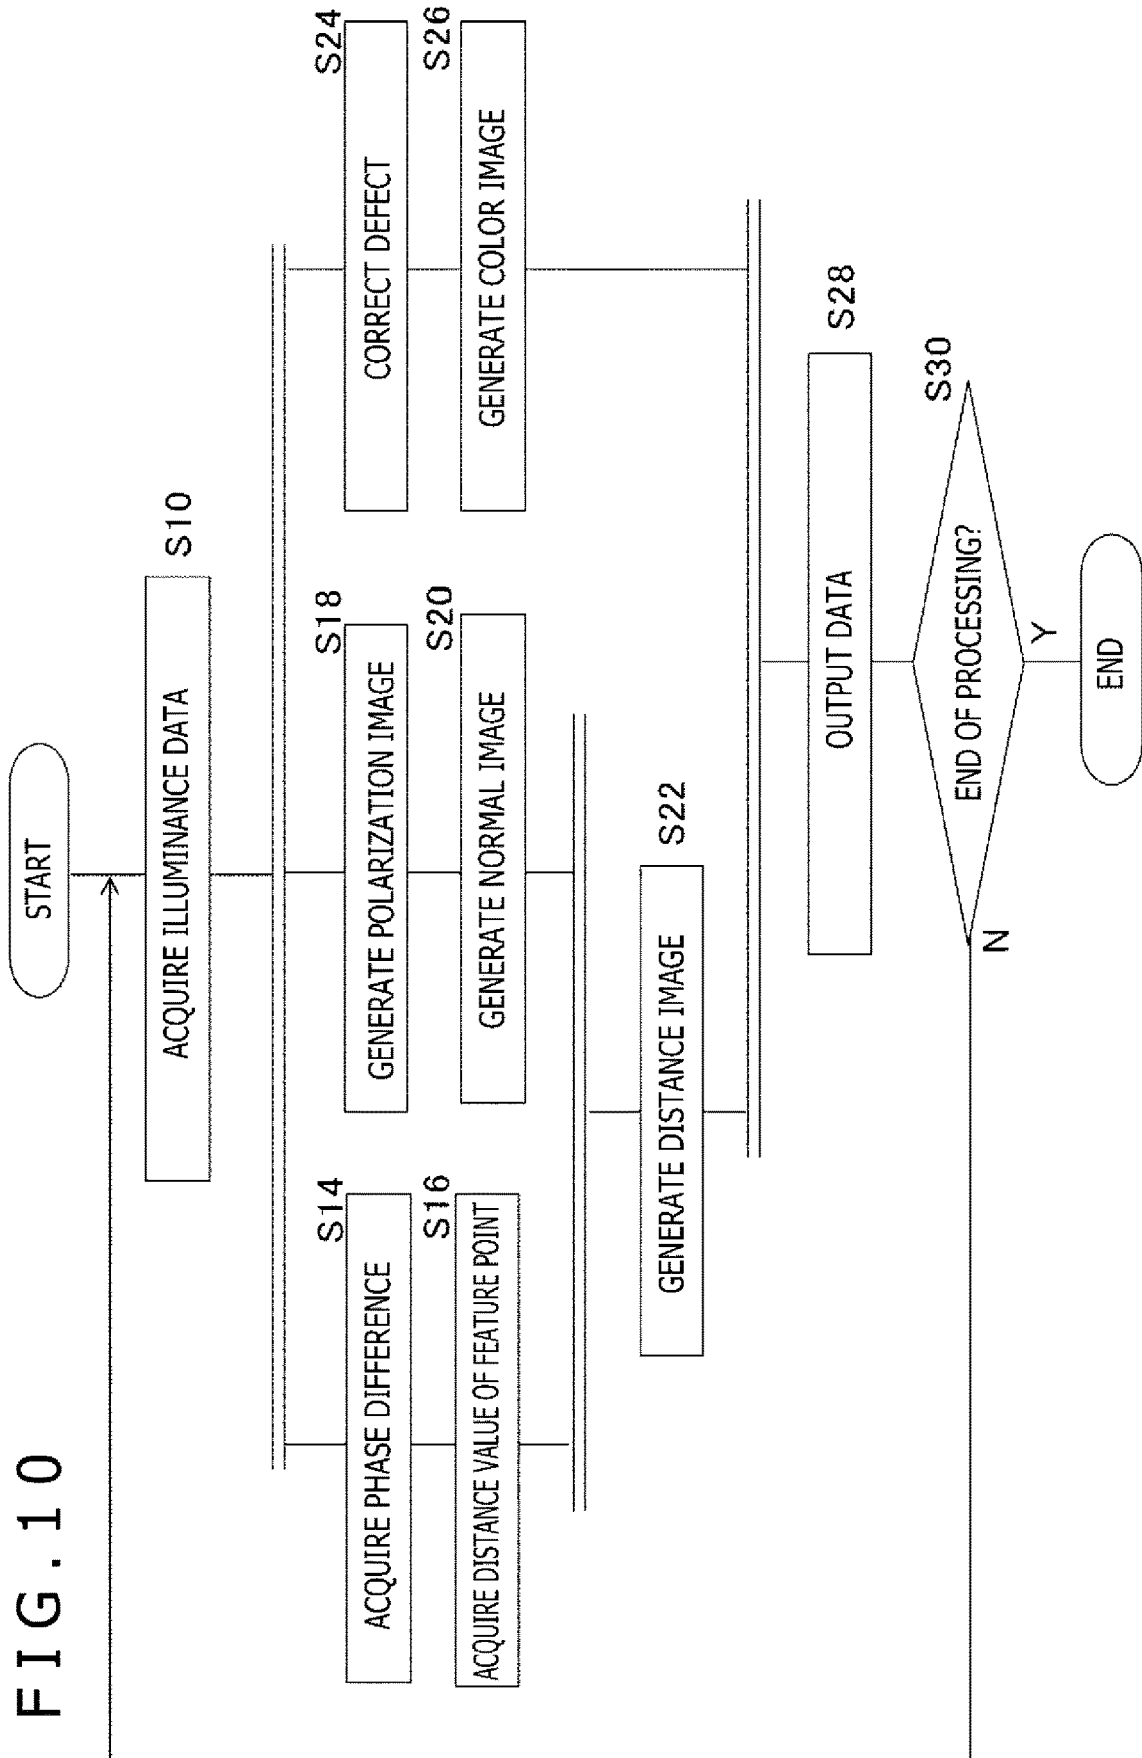 FIG.10
START
ACQUIRE ILLUMINANCE DATA
S10
ACQUIRE PHASE DIFFERENCE
S14
ACQUIRE DISTANCE VALUE OF FEATURE POINT
S16
GENERATE POLARIZATION IMAGE
S18
GENERATE NORMAL IMAGE
S20
CORRECT DEFECT
S24
GENERATE COLOR IMAGE
S26
GENERATE DISTANCE IMAGE
S22
OUTPUT DATA
S28
END OF PROCESSING?
S30
N
Y
END